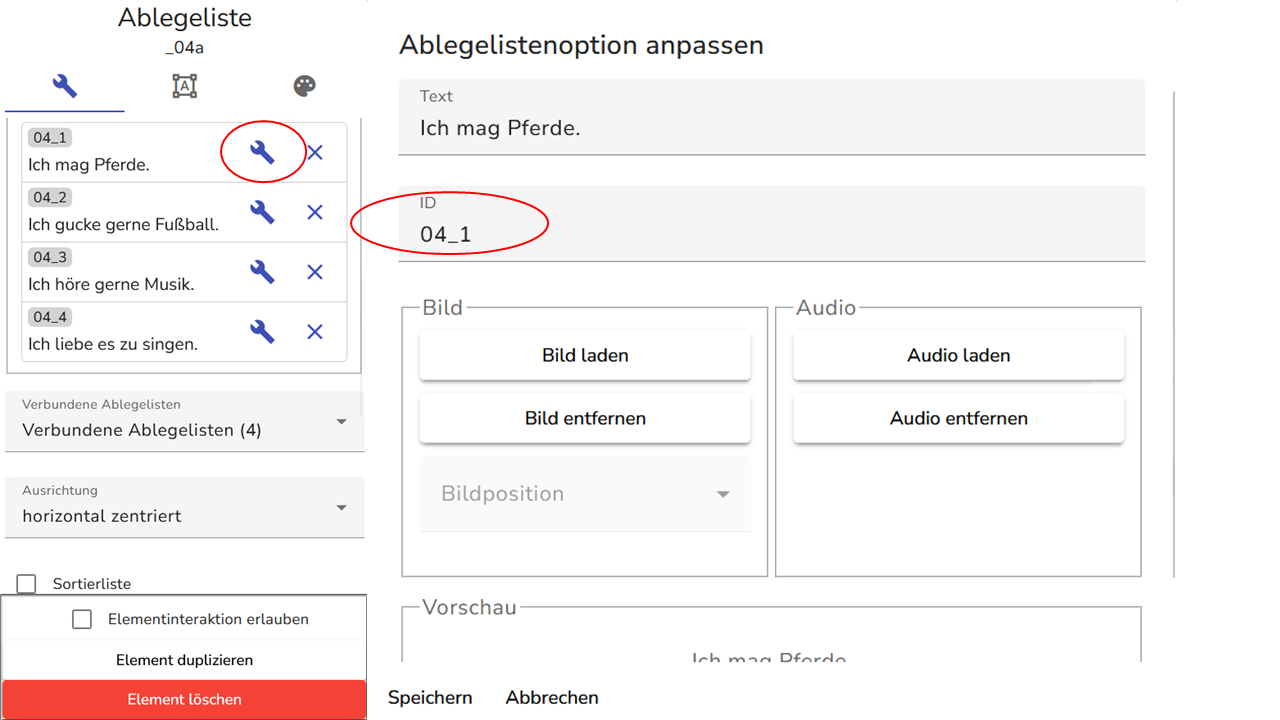 Ablegeliste
_04a
04_1
Ich mag Pferde.
04_2
Ich gucke gerne Fußball.
04_3
Ich höre gerne Musik.
04_4
Ich liebe es zu singen.
Verbundene Ablegelisten
Verbundene Ablegelisten (4)
Ausrichtung
horizontal zentriert
Sortierliste
Elementinteraktion erlauben
Element duplizieren
Element löschen
Ablegelistenoption anpassen
Text
Ich mag Pferde.
ID
04_1
Bild
Bild laden
Bild entfernen
Bildposition
Audio
Audio laden
Audio entfernen
Vorschau
Ich mag Pferde
Speichern
Abbrechen